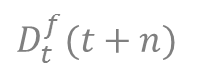 D_t^f(t + n)